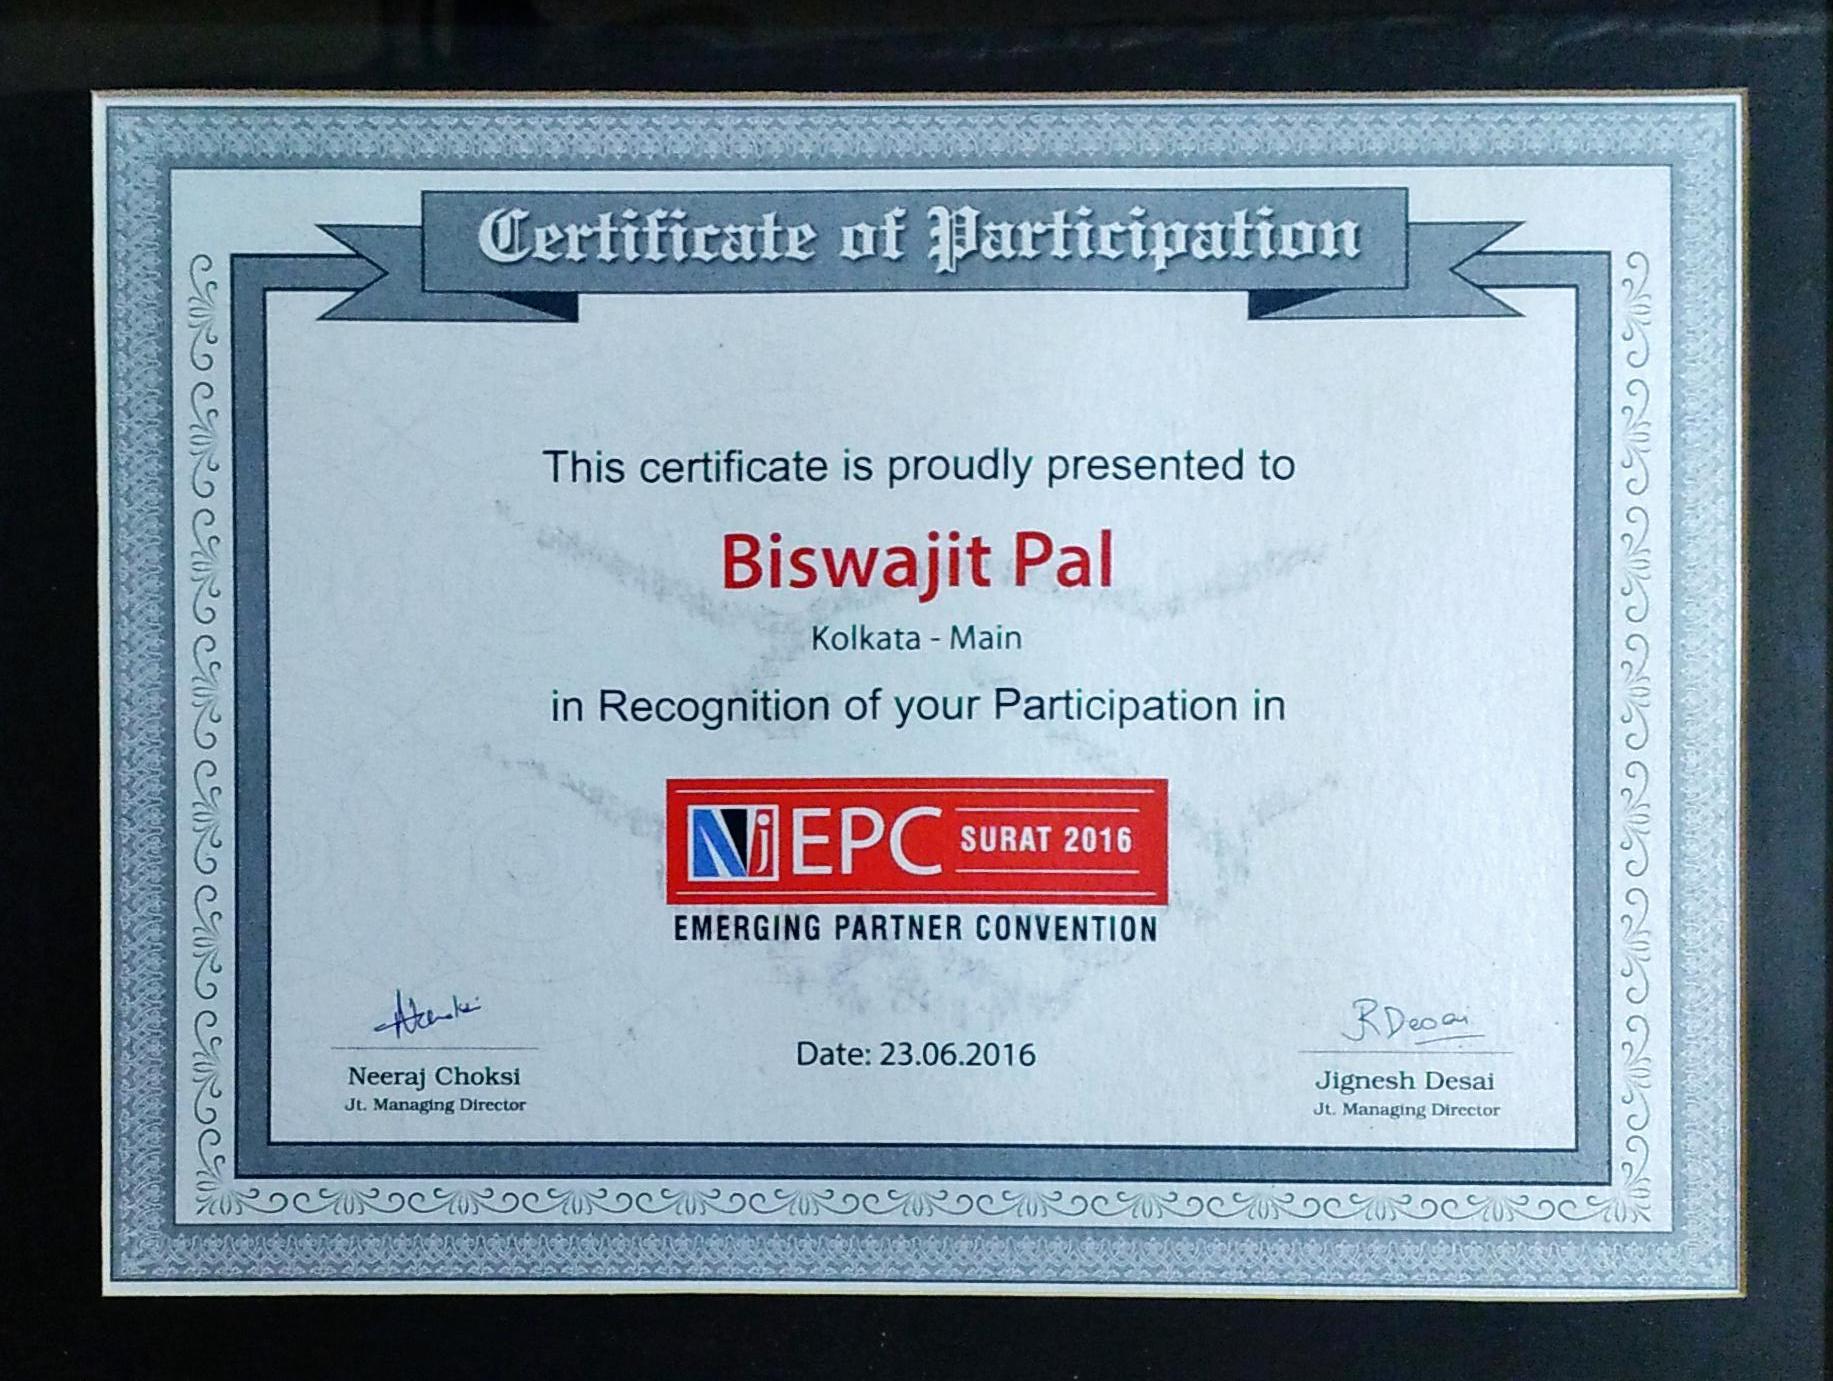 Certificate of Participation
This certificate is proudly presented to
Biswajit Pal
Kolkata - Main
in Recognition of your Participation in
Nj EPC SURAT 2016
EMERGING PARTNER CONVENTION
Date: 23.06.2016
Neeraj Choksi
Jt. Managing Director
JRDesai
Jignesh Desai
Jt. Managing Director